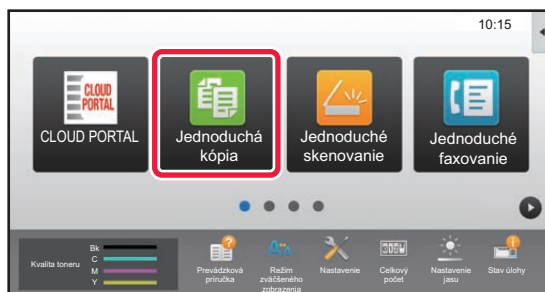 10:15
CLOUD
PORTAL
CLOUD PORTAL
Jednoduchá
kópia
Jednoduché
skenovanie
Jednoduché
faxovanie
Kvalita toneru
Bk
C
M
Y
Prevádzková
príručka
Režim
zväčšeného
zobrazenia
Nastavenie
Celkový
počet
Nastavenie
jasu
Stav úlohy